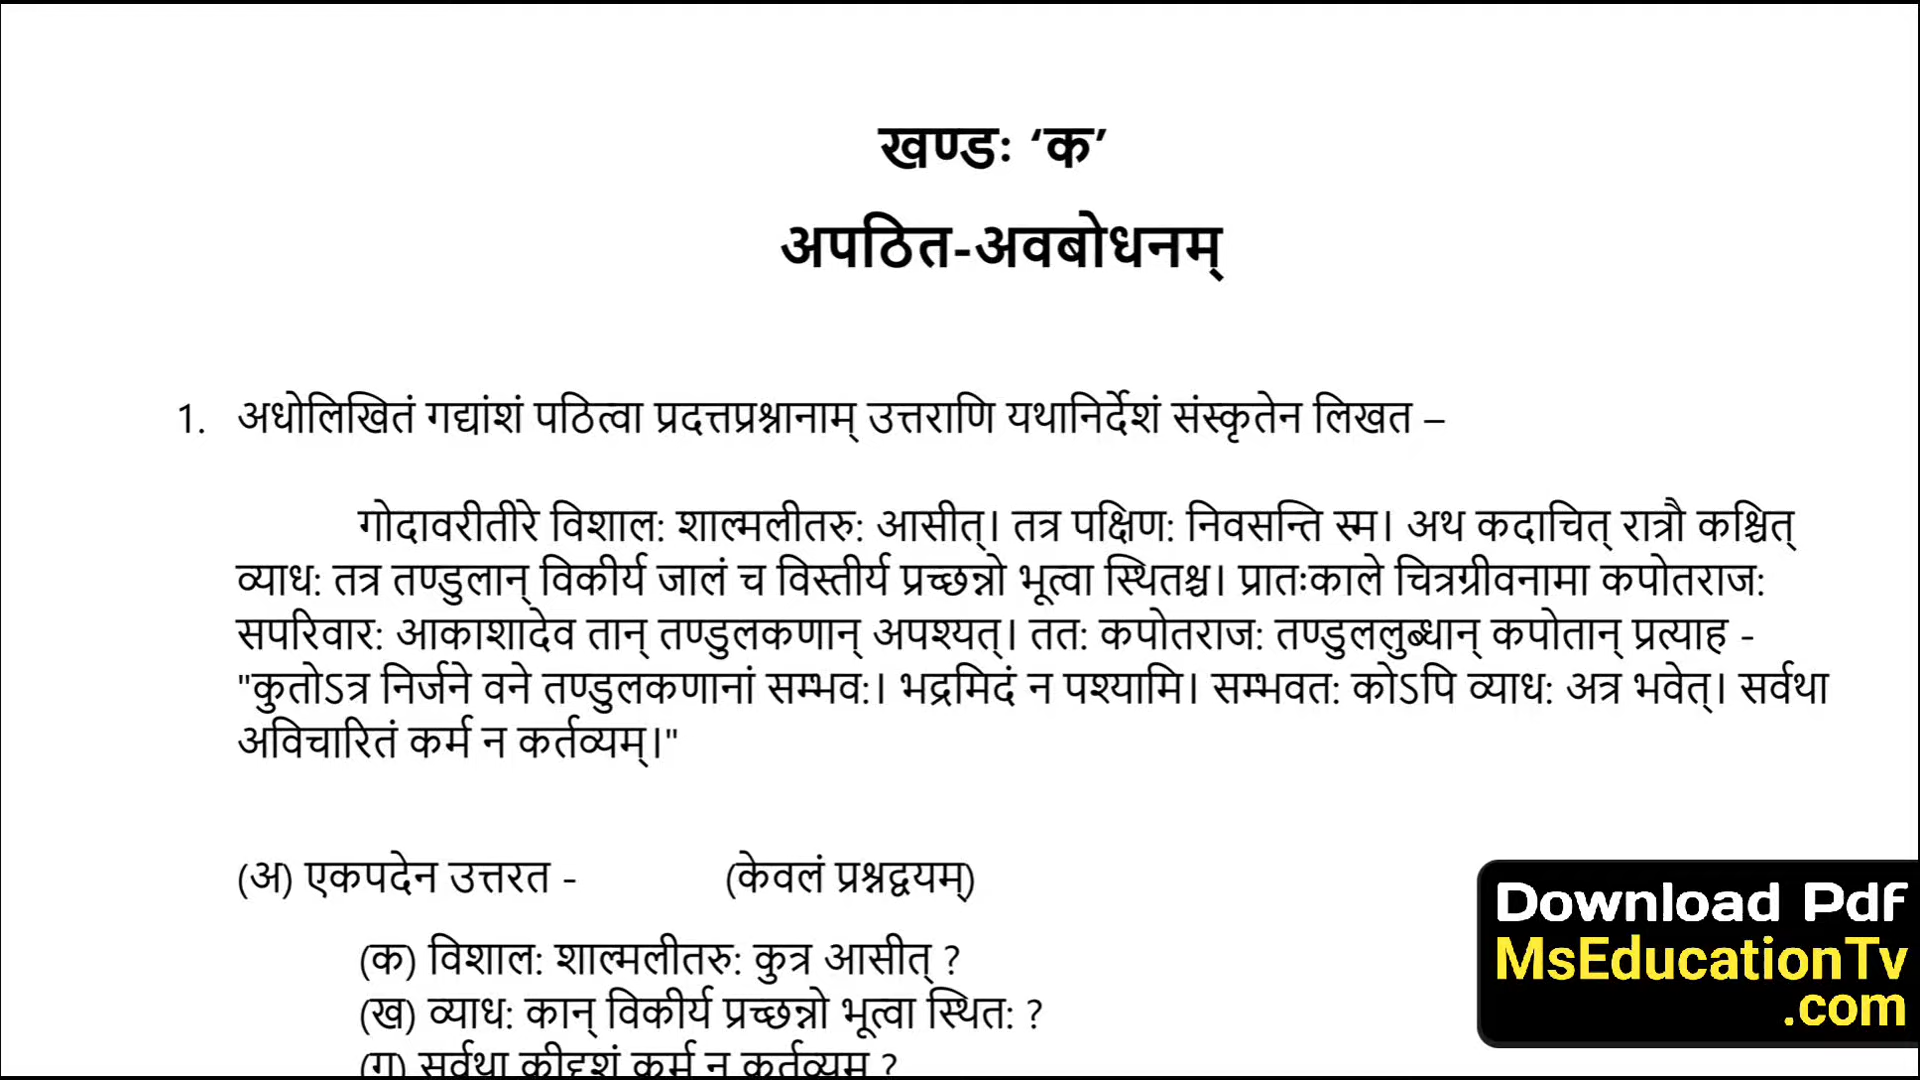 खण्डः ‘क’
अपठित-अवबोधनम्
1. अधोलिखितं गद्यांशं पठित्वा प्रदत्तप्रश्नानाम् उत्तराणि यथानिर्देशं संस्कृतेन लिखत –
गोदावरीतीरे विशाल: शाल्मलीतरु: आसीत्। तत्र पक्षिण: निवसन्ति स्म। अथ कदाचित् रात्रौ कश्चित्
व्याध: तत्र तण्डुलान् विकीर्य जालं च विस्तीर्य प्रच्छन्नो भूत्वा स्थितश्च। प्रातःकाले चित्रग्रीवनामा कपोतराज:
सपरिवार: आकाशादेव तान् तण्डुलकणान् अपश्यत्। तत: कपोतराज: तण्डुललुब्धान् कपोतान् प्रत्याह -
"कुतोऽत्र निर्जने वने तण्डुलकणानां सम्भव:। भद्रमिदं न पश्यामि। सम्भवत: कोऽपि व्याध: अत्र भवेत्। सर्वथा
अविचारितं कर्म न कर्तव्यम्।"
(अ) एकपदेन उत्तरत - (केवलं प्रश्नद्वयम्)
(क) विशाल: शाल्मलीतरु: कुत्र आसीत् ?
(ख) व्याध: कान् विकीर्य प्रच्छन्नो भूत्वा स्थित: ?
(ग) सर्वथा कीदृशं कर्म न कर्तव्यम् ?
Download Pdf
MsEducationTv
.com